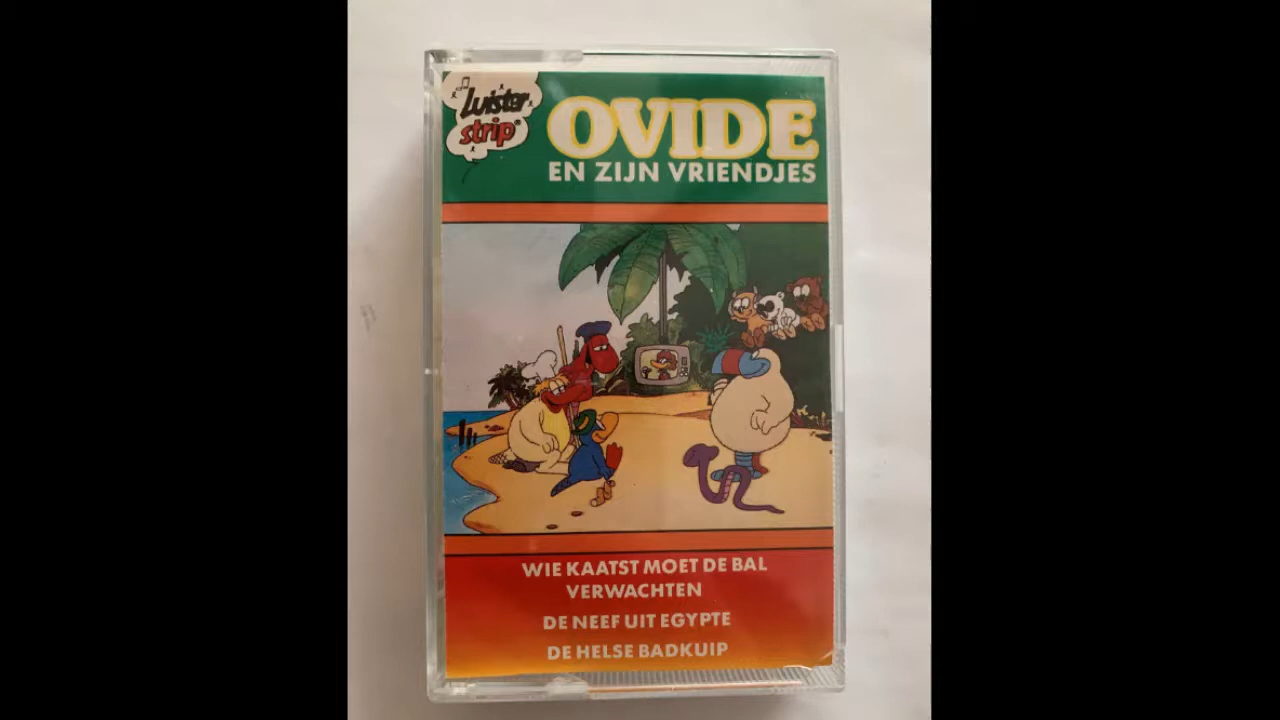 Luister
strip®
OVIDE
EN ZIJN VRIENDJES
WIE KAATST MOET DE BAL
VERWACHTEN
DE NEEF UIT EGYPTE
DE HELSE BADKUIP